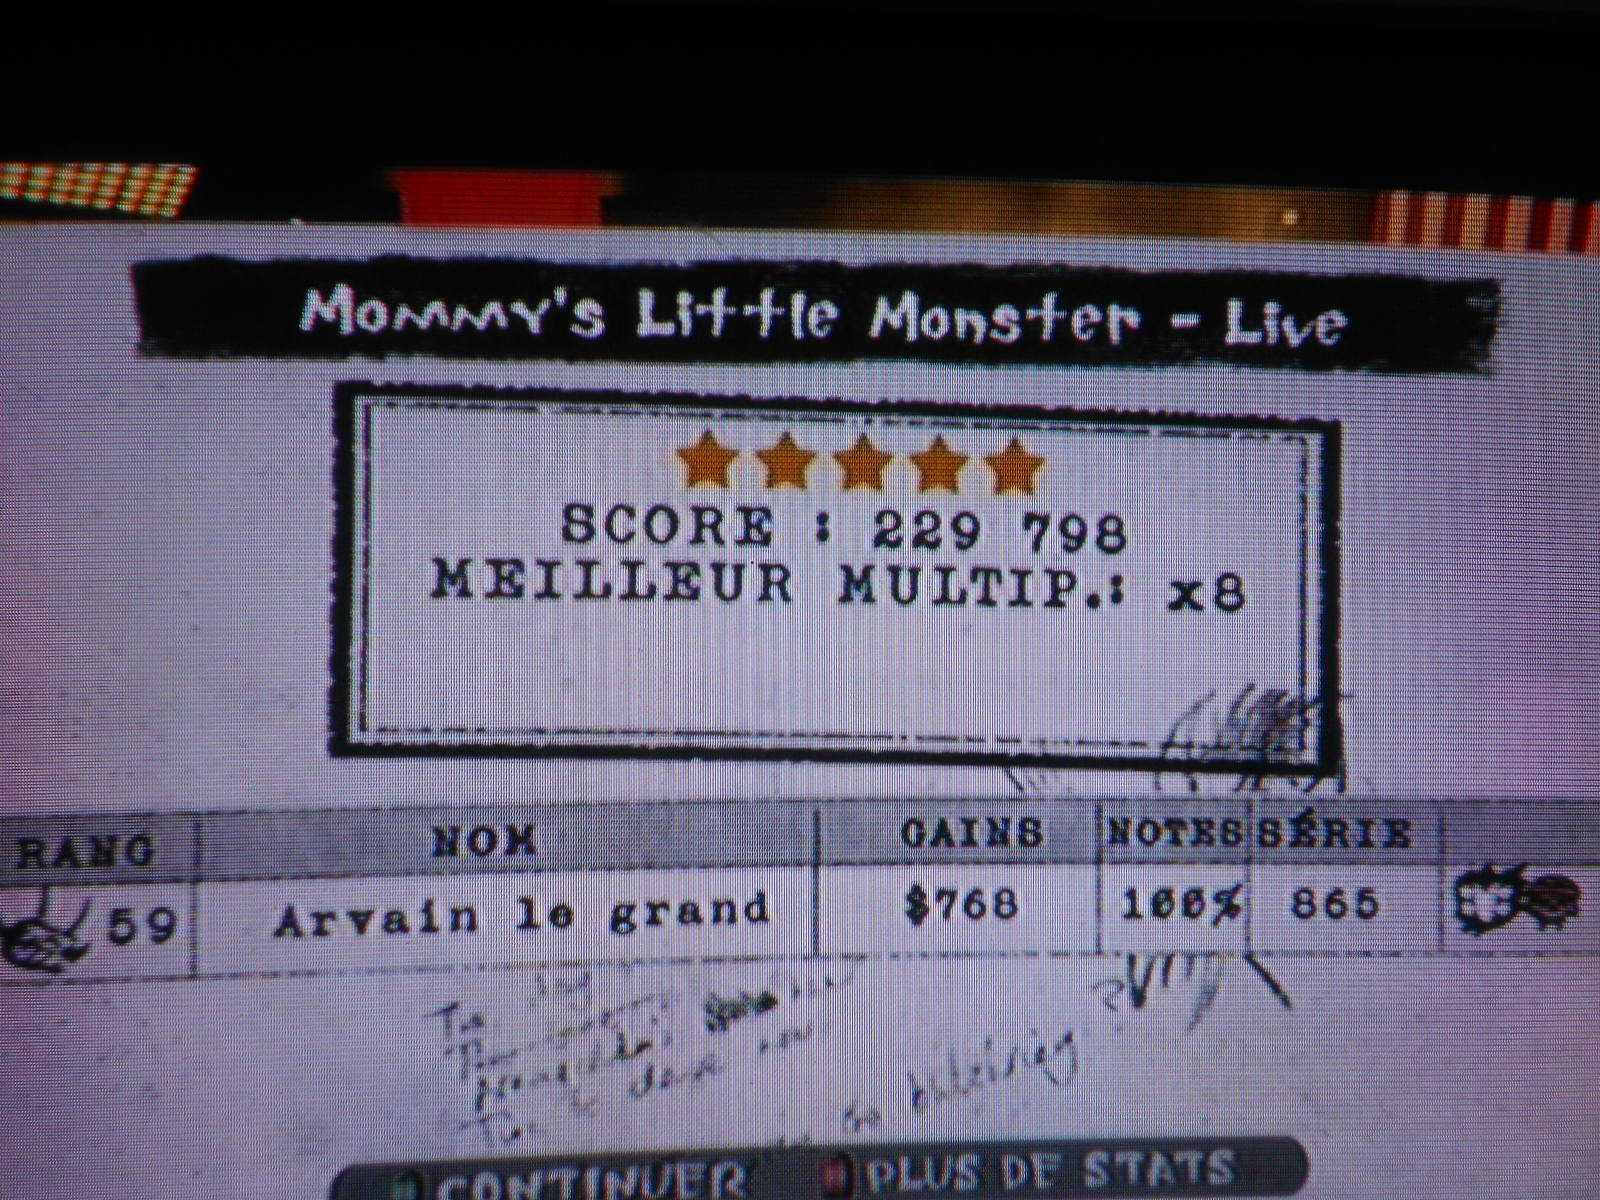 Mommy's Little Monster - Live
SCORE : 229 798
MEILLEUR MULTIP.: x8
RANG NOM GAINS NOTES SÉRIE
59 Arvain le grand $768 100% 865
CONTINUER PLUS DE STATS